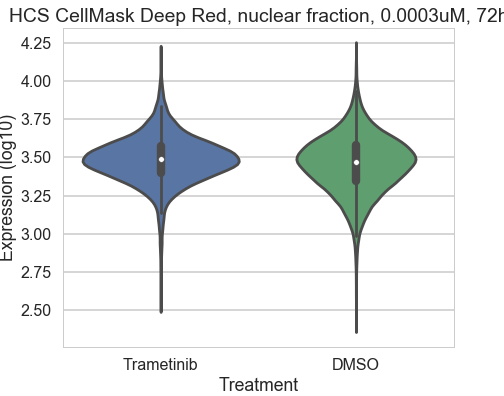 HCS CellMask Deep Red, nuclear fraction, 0.0003uM, 72h
Expression (log10)
4.25
4.00
3.75
3.50
3.25
3.00
2.75
2.50
Trametinib
DMSO
Treatment